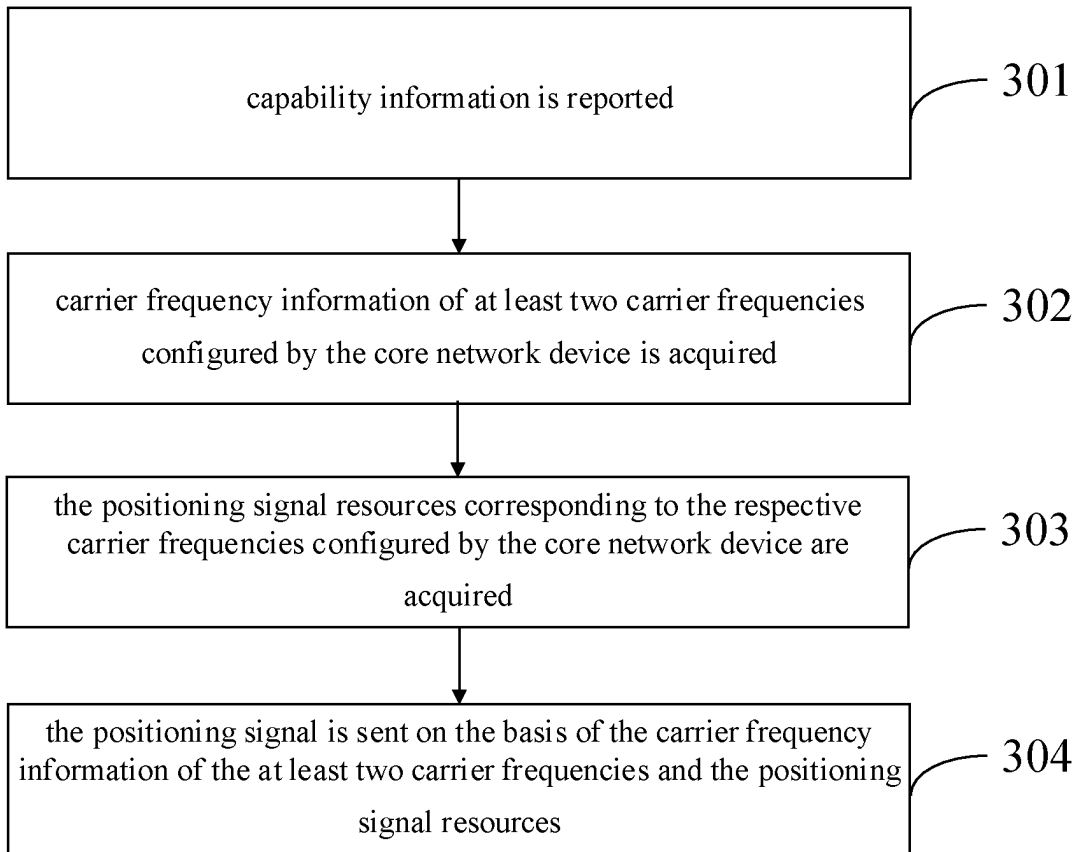 capability information is reported
301
carrier frequency information of at least two carrier frequencies
configured by the core network device is acquired
302
the positioning signal resources corresponding to the respective
carrier frequencies configured by the core network device are
acquired
303
the positioning signal is sent on the basis of the carrier frequency
information of the at least two carrier frequencies and the positioning
signal resources
304